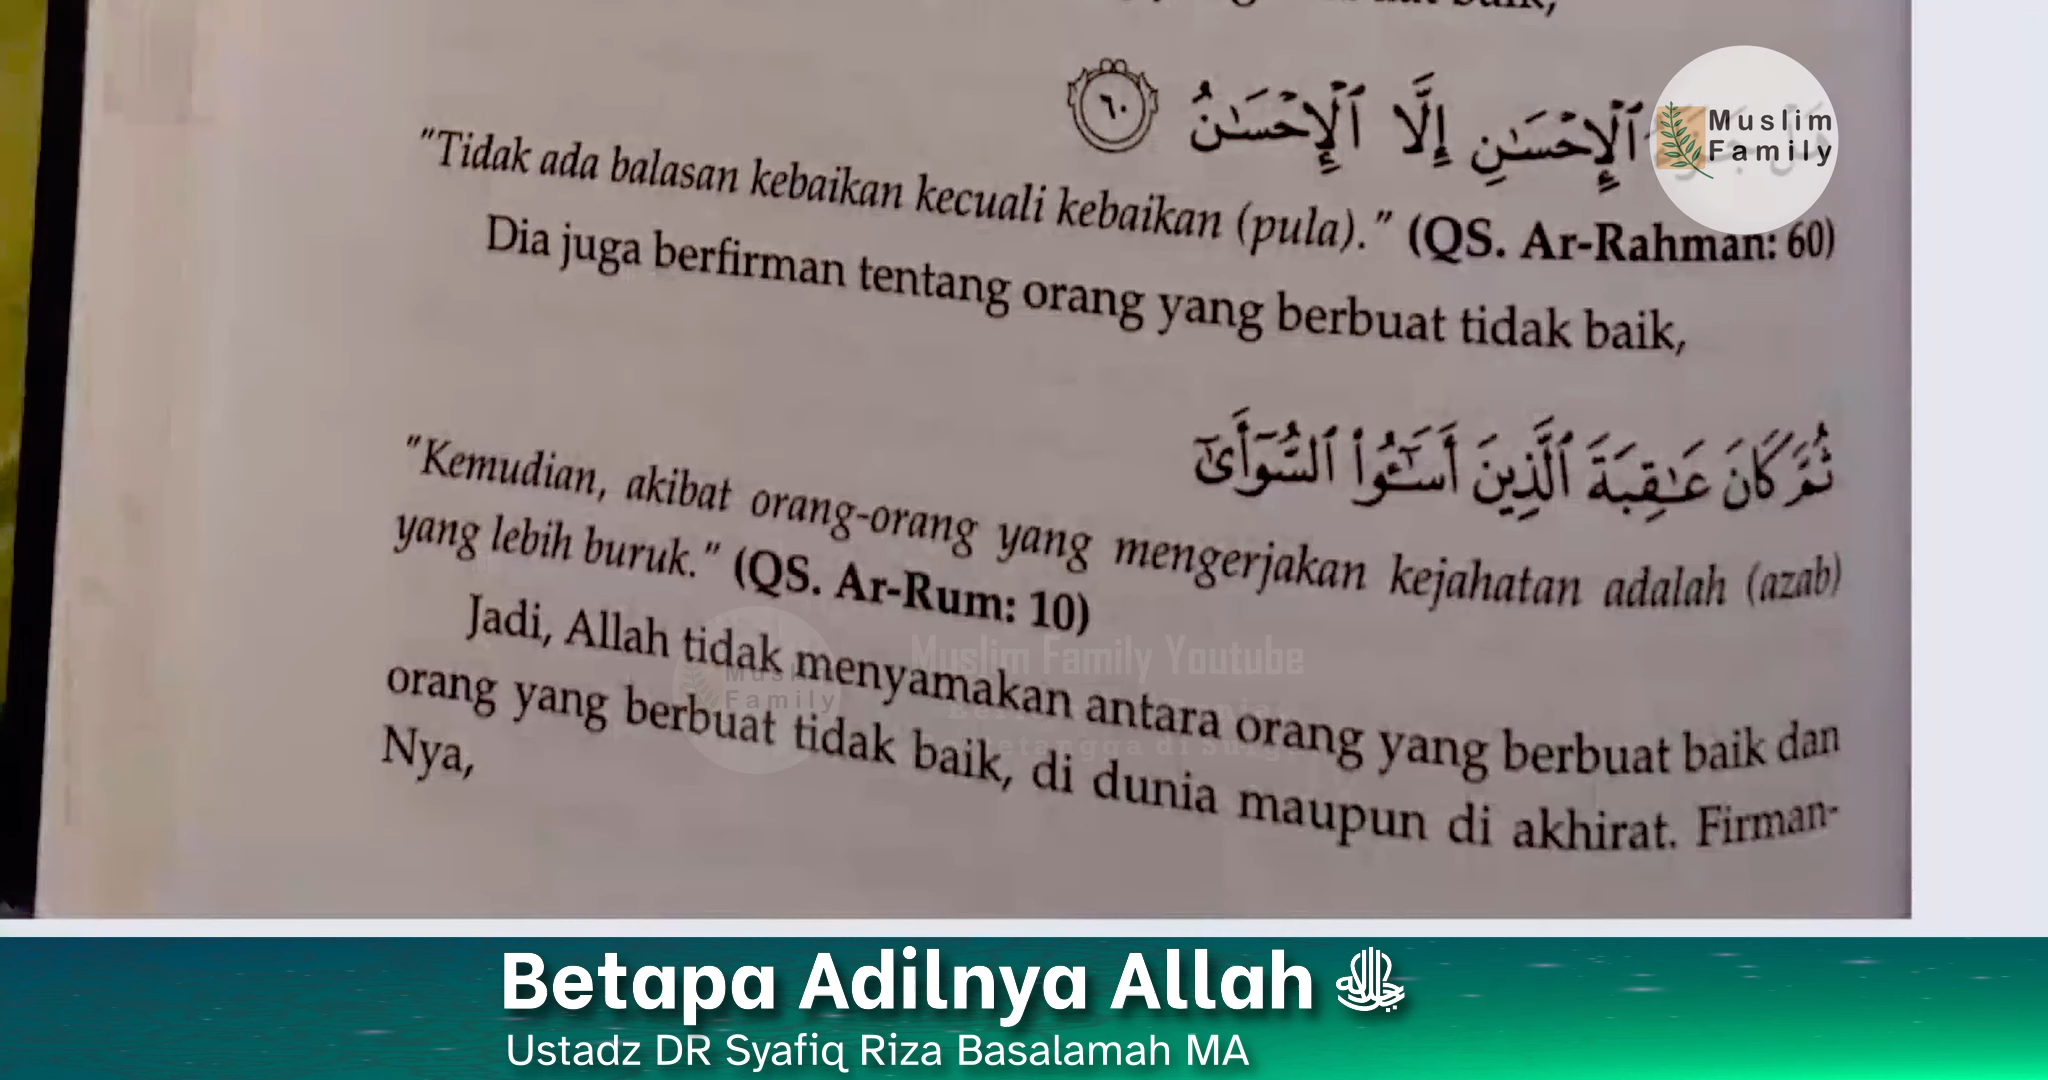 baik,
ٱلْإِحْسَٰنِ إِلَّا ٱلْإِحْسَٰنُ ٦٠
Muslim
Family
"Tidak ada balasan kebaikan kecuali kebaikan (pula)." (QS. Ar-Rahman: 60)
Dia juga berfirman tentang orang yang berbuat tidak baik,
ثُمَّ كَانَ عَٰقِبَةَ ٱلَّذِينَ أَسَٰٓـُٔوا۟ ٱلسُّوٓأَىٰٓ
"Kemudian, akibat orang-orang yang mengerjakan kejahatan adalah (azab)
yang lebih buruk." (QS. Ar-Rum: 10)
Jadi, Allah tidak menyamakan antara orang yang berbuat baik dan
orang yang berbuat tidak baik, di dunia maupun di akhirat. Firman-
Nya,
Muslim Family Youtube
Family
Betapa Adilnya Allah ﷻ
Ustadz DR Syafiq Riza Basalamah MA